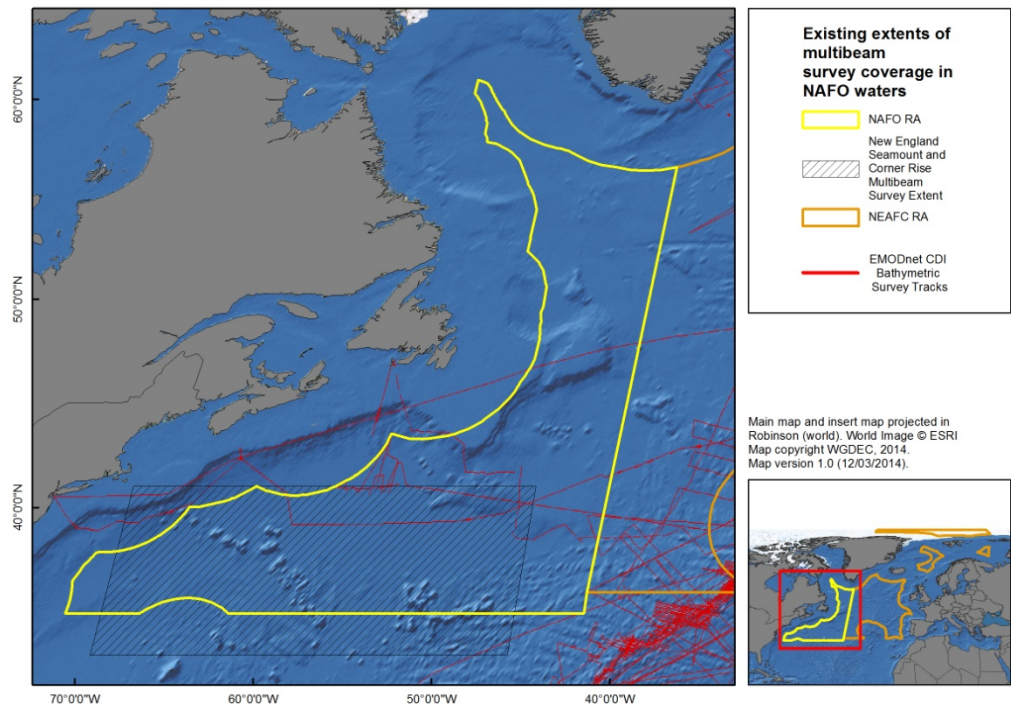 Existing extents of
multibeam
survey coverage in
NAFO waters
NAFO RA
New England
Seamount and
Corner Rise
Multibeam
Survey Extent
NEAFC RA
EMODnet CDI
Bathymetric
Survey Tracks
Main map and insert map projected in
Robinson (world). World Image © ESRI
Map copyright WGDEC, 2014.
Map version 1.0 (12/03/2014).
60°0'0"N
50°0'0"N
40°0'0"N
70°0'0"W
60°0'0"W
50°0'0"W
40°0'0"W